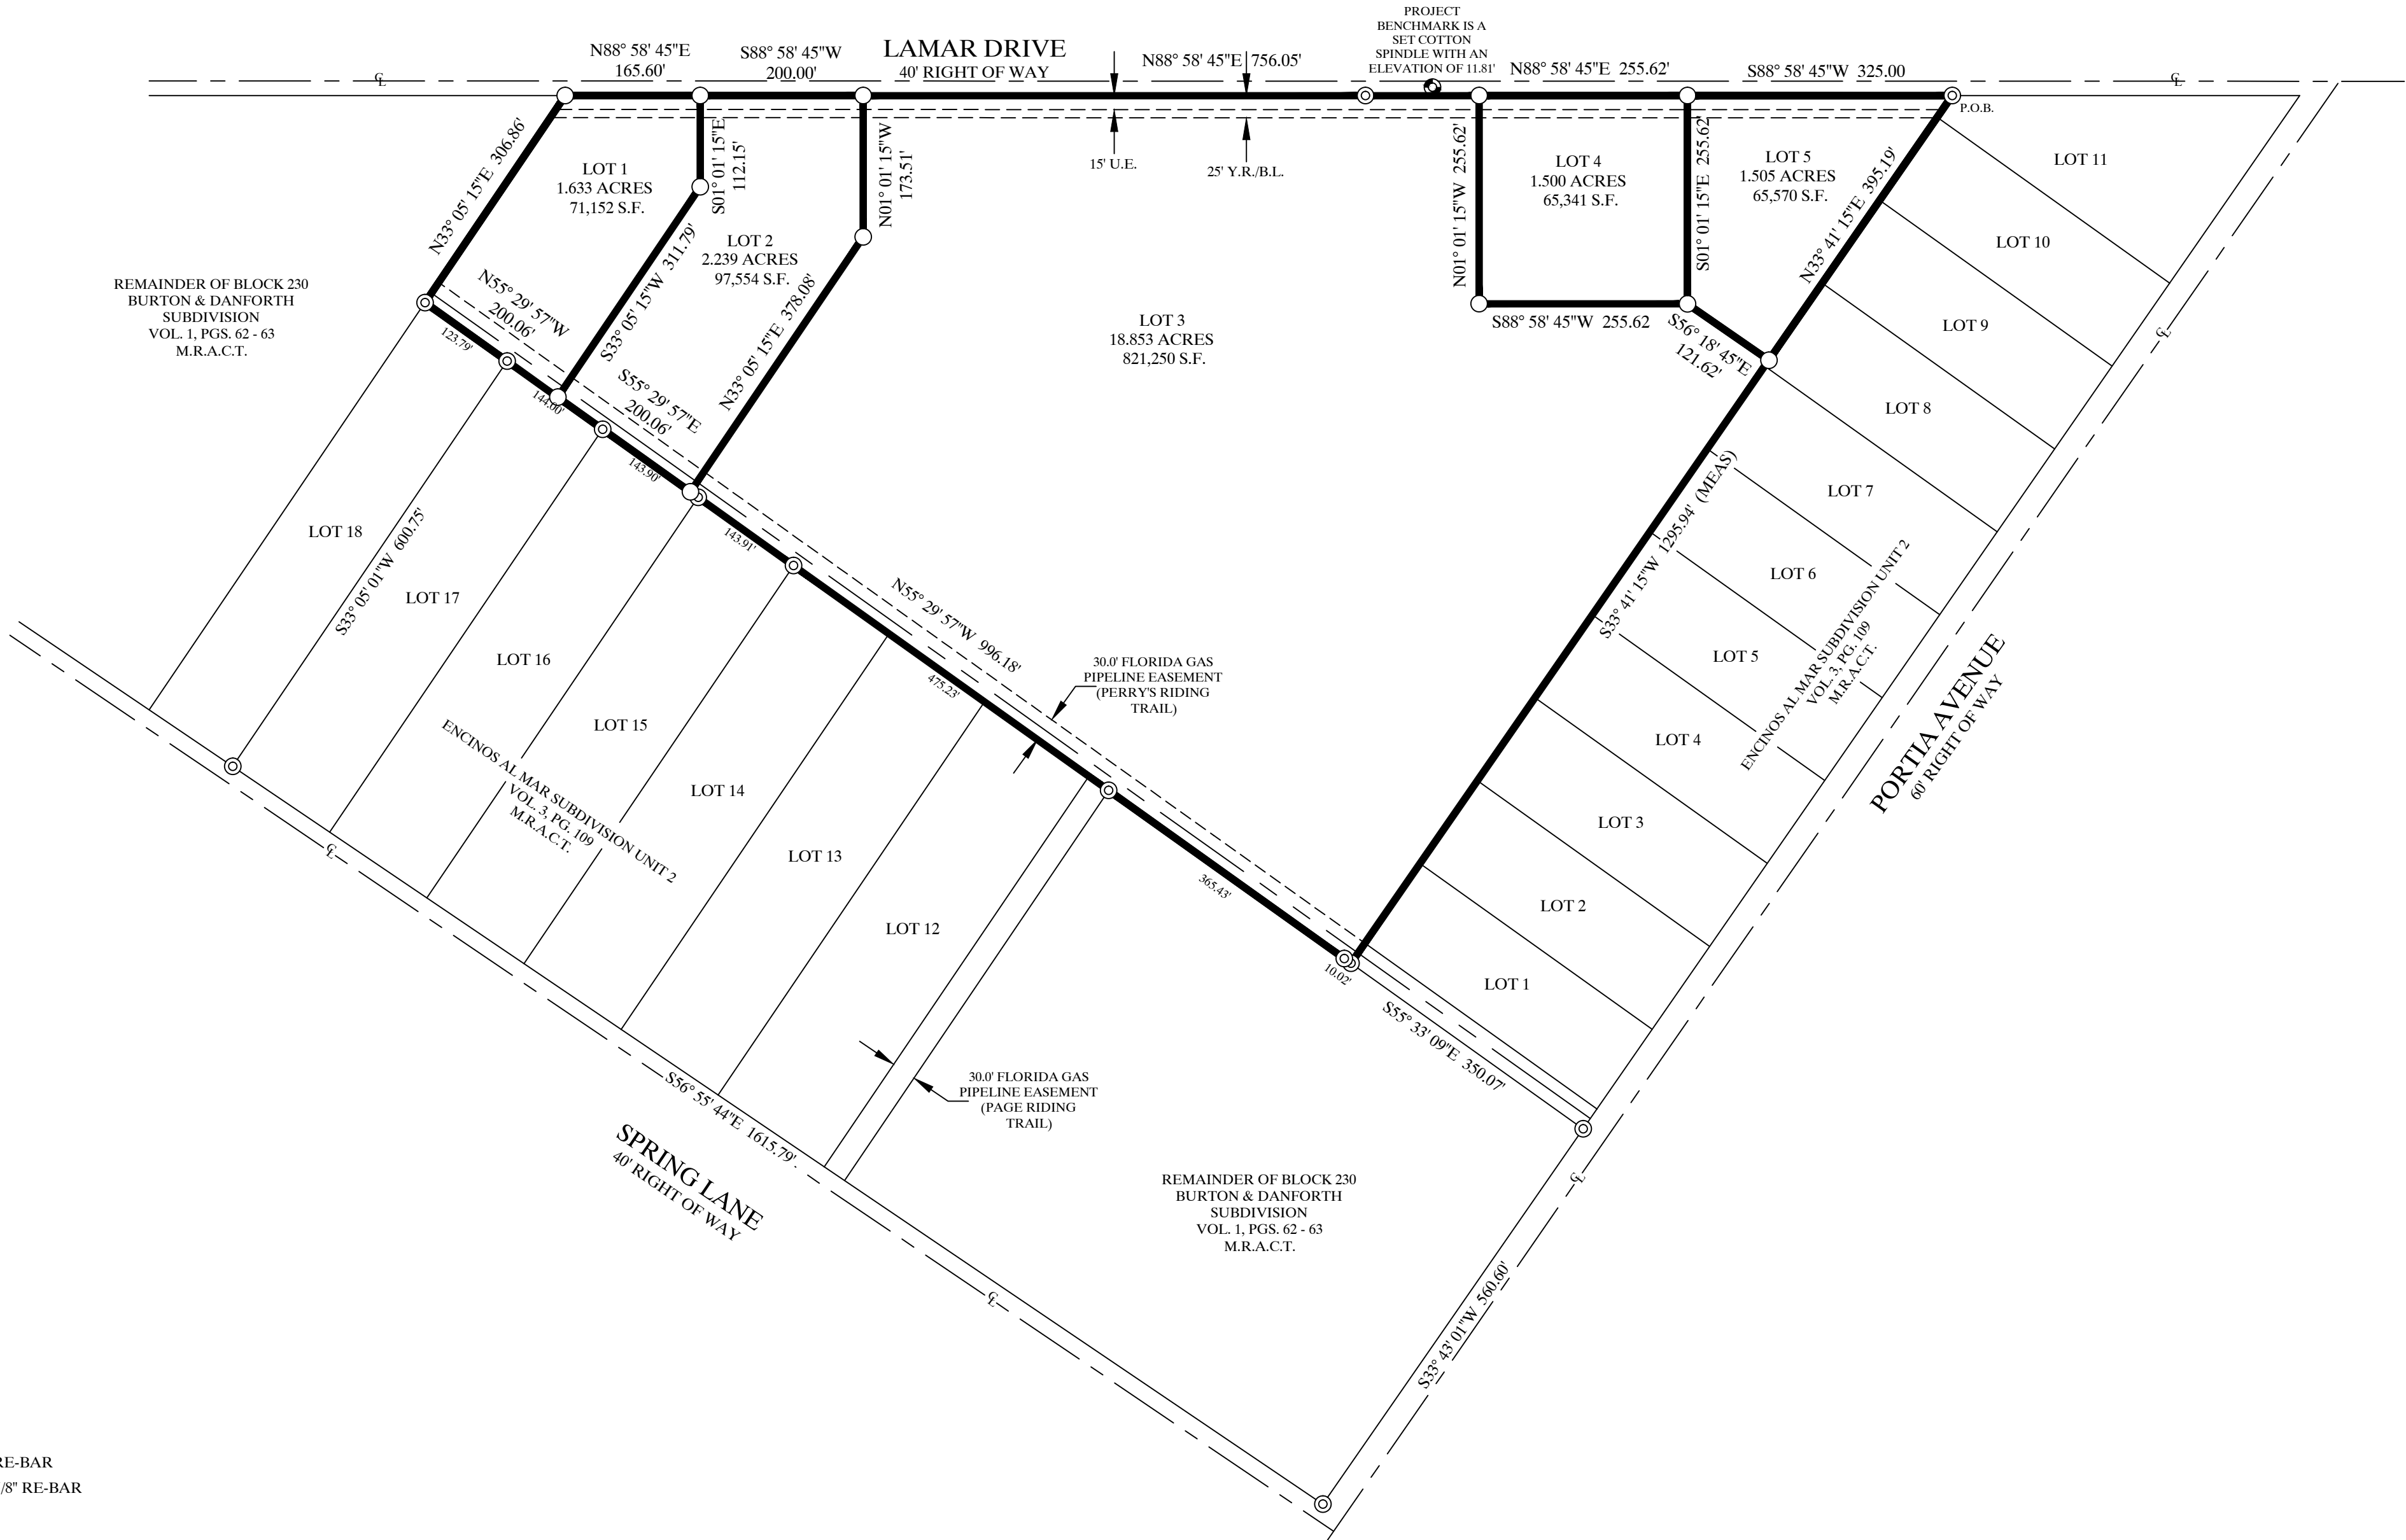 PROJECT
BENCHMARK IS A
SET COTTON
SPINDLE WITH AN
ELEVATION OF 11.81'
N88° 58' 45"E
165.60'
S88° 58' 45"W
200.00'
LAMAR DRIVE
40' RIGHT OF WAY
N88° 58' 45"E 756.05'
N88° 58' 45"E 255.62'
S88° 58' 45"W 325.00
P.O.B.
15' U.E.
25' Y.R./B.L.
N33° 05' 15"E 306.86'
LOT 1
1.633 ACRES
71,152 S.F.
S01° 01' 15"E
112.15'
N01° 01' 15"W
173.51'
LOT 2
2.239 ACRES
97,554 S.F.
S33° 05' 15"W 311.79'
N33° 05' 15"E 378.08'
N55° 29' 57"W
200.06'
S55° 29' 57"E
200.06'
LOT 3
18.853 ACRES
821,250 S.F.
N01° 01' 15"W 255.62'
LOT 4
1.500 ACRES
65,341 S.F.
S01° 01' 15"E 255.62'
LOT 5
1.505 ACRES
65,570 S.F.
N33° 41' 15"E 395.19'
S88° 58' 45"W 255.62
S56° 18' 45"E
121.62'
LOT 11
LOT 10
LOT 9
LOT 8
LOT 7
LOT 6
LOT 5
LOT 4
LOT 3
LOT 2
LOT 1
ENCINOS AL MAR SUBDIVISION UNIT 2
VOL. 3, PG. 109
M.R.A.C.T.
PORTIA AVENUE
60' RIGHT OF WAY
S33° 41' 15"W 1295.94' (MEAS)
REMAINDER OF BLOCK 230
BURTON & DANFORTH
SUBDIVISION
VOL. 1, PGS. 62 - 63
M.R.A.C.T.
123.79'
144.00'
143.90'
143.91'
475.23'
365.43'
10.02'
N55° 29' 57"W 996.18'
30.0' FLORIDA GAS
PIPELINE EASEMENT
(PERRY'S RIDING
TRAIL)
LOT 18
S33° 05' 01"W 600.75'
LOT 17
LOT 16
LOT 15
LOT 14
LOT 13
LOT 12
ENCINOS AL MAR SUBDIVISION UNIT 2
VOL. 3, PG. 109
M.R.A.C.T.
30.0' FLORIDA GAS
PIPELINE EASEMENT
(PAGE RIDING
TRAIL)
S55° 33' 09"E 350.07'
S56° 55' 44"E 1615.79'
SPRING LANE
40' RIGHT OF WAY
REMAINDER OF BLOCK 230
BURTON & DANFORTH
SUBDIVISION
VOL. 1, PGS. 62 - 63
M.R.A.C.T.
S33° 43' 01"W 560.60'
RE-BAR
/8" RE-BAR